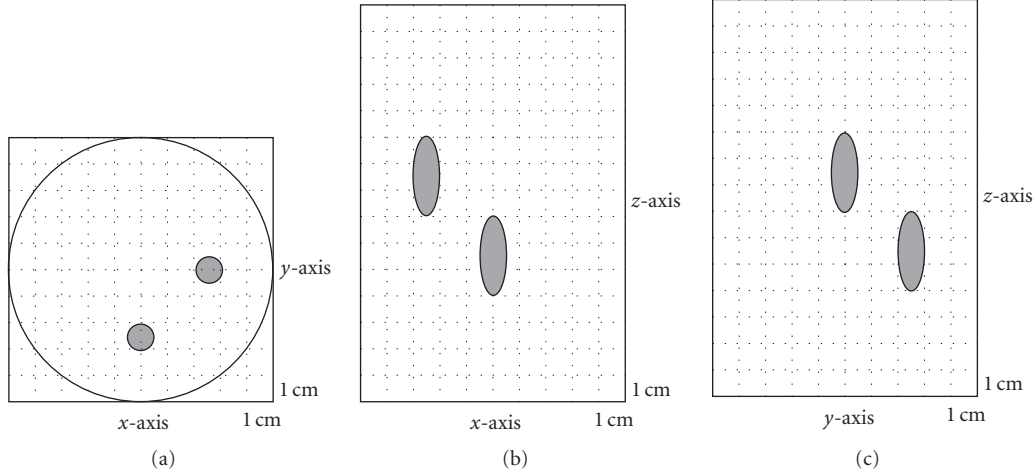 y-axis
1 cm
x-axis
1 cm
(a)
z-axis
1 cm
x-axis
1 cm
(b)
z-axis
1 cm
y-axis
1 cm
(c)